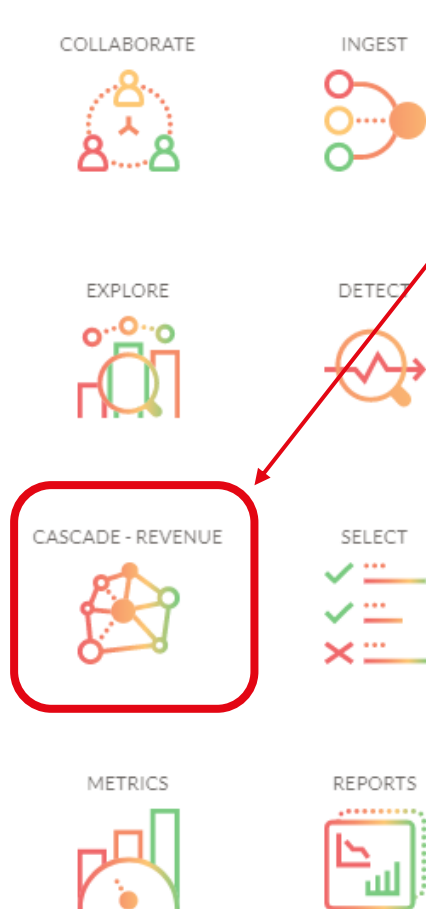 COLLABORATE
INGEST
EXPLORE
DETECT
CASCADE - REVENUE
SELECT
METRICS
REPORTS